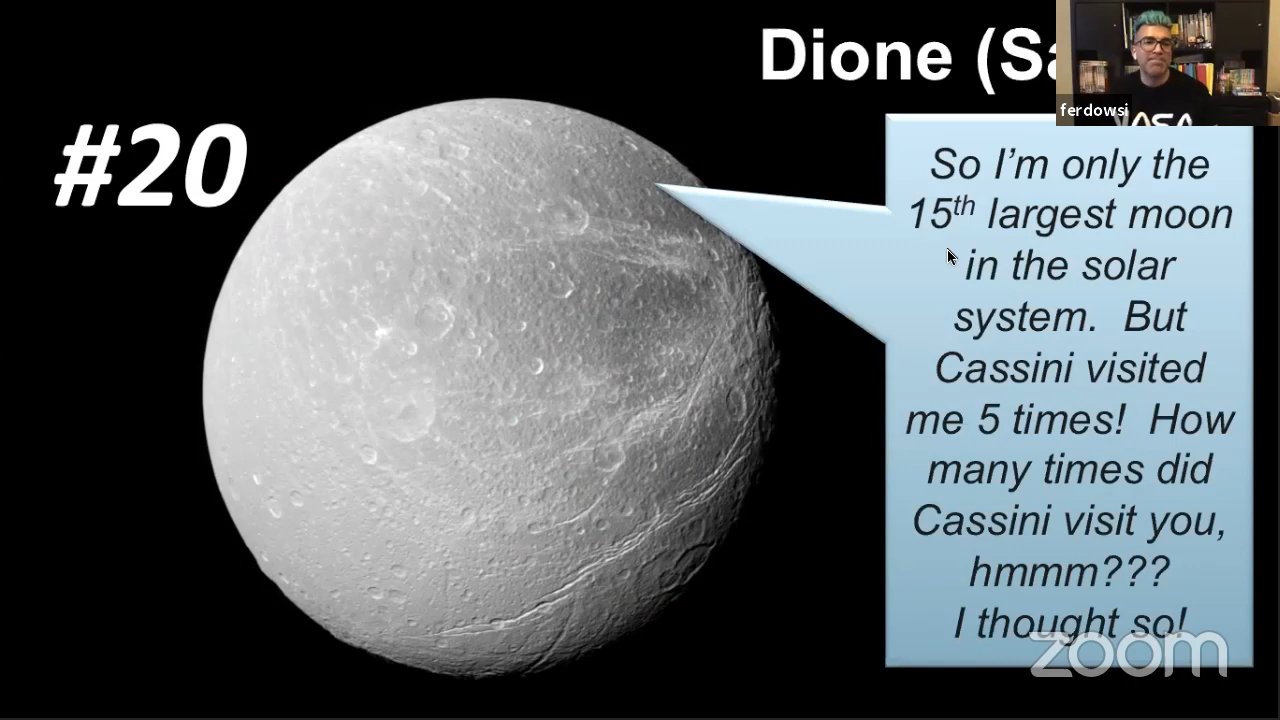 Dione (Sa
ferdowsi
NASA
#20
So I’m only the
15th largest moon
in the solar
system. But
Cassini visited
me 5 times! How
many times did
Cassini visit you,
hmmm???
I thought so!
zoom